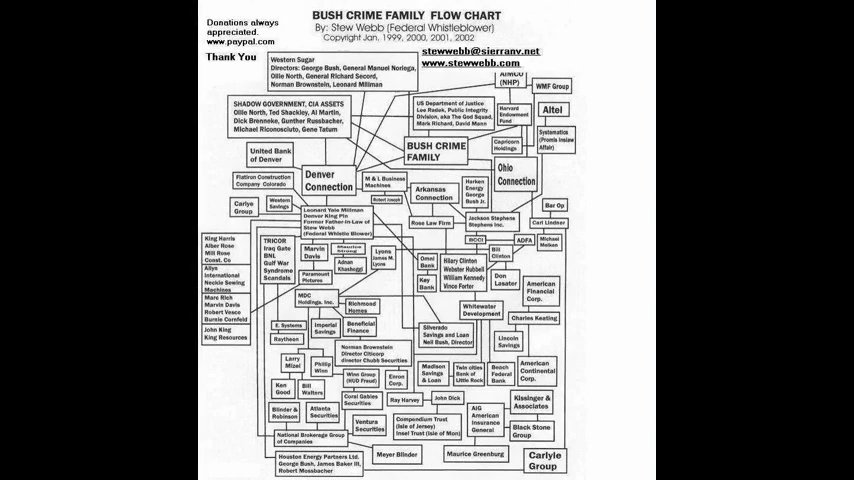 BUSH CRIME FAMILY FLOW CHART
By: Stew Webb (Federal Whistleblower)
Copyright Jan. 1999, 2000, 2001, 2002
Donations always
appreciated.
www.paypal.com
Thank You
stewwebb@sierranv.net
www.stewwebb.com
Western Sugar
Directors: George Bush, General Manuel Noriega,
Ollie North, General Richard Secord,
Norman Brownstein, Leonard Millman
AIMCO
(NHP)
WMF Group
SHADOW GOVERNMENT, CIA ASSETS
Ollie North, Ted Shackley, Al Martin,
Dick Brenneke, Gunther Russbacher,
Michael Riconosciuto, Gene Tatum
US Department of Justice
Lee Radek, Public Integrity
Division, aka The God Squad,
Mark Richard, David Mann
Harvard
Endowment
Fund
Altel
Systematics
(Promis Inslaw
Affair)
United Bank
of Denver
BUSH CRIME
FAMILY
Capricorn
Holdings
Flatiron Construction
Company Colorado
Denver
Connection
M & L Business
Machines
Robert Joseph
Arkansas
Connection
Harken
Energy
George
Bush Jr.
Ohio
Connection
Carlye
Group
Western
Savings
Leonard Yale Millman
Denver King Pin
Former Father-in-Law of
Stew Webb
(Federal Whistle Blower)
Rose Law Firm
Jackson Stephens
Stephens Inc.
Bar Op
Carl Lindner
King Harris
Alber Rose
Mill Rose
Const. Co
Allyn
International
Neckie Sewing
Machines
Marc Rich
Marvin Davis
Robert Vesco
Burnie Cornfeld
John King
King Resources
TRICOR
Iraq Gate
BNL
Gulf War
Syndrome
Scandals
Marvin
Davis
Maurice
Strong
Adnan
Khashoggi
Lyons
James M.
Lyons
Paramount
Pictures
Omni
Bank
Key
Bank
BCCI
ADFA
Michael
Meiken
Bill
Clinton
Hilary Clinton
Webster Hubbell
William Kennedy
Vince Forter
Don
Lasater
American
Financial
Corp.
MDC
Holdings, Inc.
Richmond
Homes
Whitewater
Development
Charles Keating
E. Systems
Raytheon
Imperial
Savings
Beneficial
Finance
Silverado
Savings and Loan
Neil Bush, Director
Lincoln
Savings
Norman Brownstein
Director Citicorp
director Chubb Securities
Larry
Mizel
Phillip
Winn
Winn Group
(HUD Fraud)
Enron
Corp.
Madison
Savings
& Loan
Twin cities
Bank of
Little Rock
Beach
Federal
Bank
American
Continental
Corp.
Ken
Good
Bill
Walters
Coral Gables
Securities
Ray Harvey
John Dick
Kissinger &
Associates
Blinder &
Robinson
Atlanta
Securities
Ventura
Securities
Compendium Trust
(Isle of Jersey)
Insel Trust (Isle of Mon)
AIG
American
Insurance
General
Black Stone
Group
National Brokerage Group
of Companies
Meyer Blinder
Maurice Greenburg
Houston Energy Partners Ltd.
George Bush, James Baker III,
Robert Mossbacher
Carlyle
Group